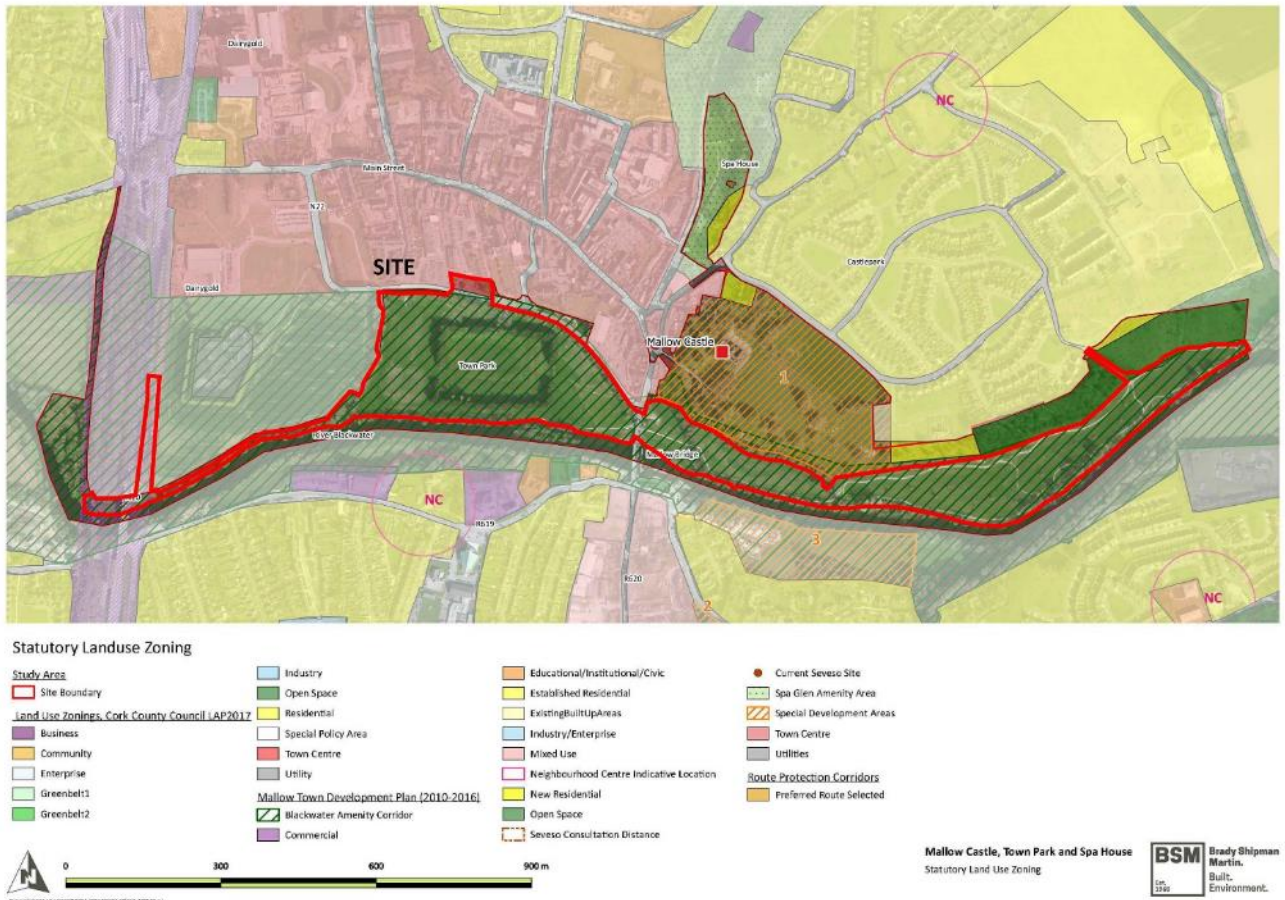 Dairygold
Spa House
NC
Main Street
N22
Castlepark
SITE
Dairygold
Mallow Castle
1
Town Park
River Blackwater
Mallow Bridge
NC
R619
3
R620
2
NC
Statutory Landuse Zoning
Study Area
Site Boundary
Land Use Zonings, Cork County Council LAP2017
Business
Community
Enterprise
Greenbelt1
Greenbelt2
Industry
Open Space
Residential
Special Policy Area
Town Centre
Utility
Mallow Town Development Plan (2010-2016)
Blackwater Amenity Corridor
Commercial
Educational/Institutional/Civic
Established Residential
ExistingBuiltUpAreas
Industry/Enterprise
Mixed Use
Neighbourhood Centre Indicative Location
New Residential
Open Space
Seveso Consultation Distance
Current Seveso Site
Spa Glen Amenity Area
Special Development Areas
Town Centre
Utilities
Route Protection Corridors
Preferred Route Selected
N
0 300 600 900 m
Mallow Castle, Town Park and Spa House
Statutory Land Use Zoning
BSM
Est.
1968
Brady Shipman
Martin.
Built.
Environment.